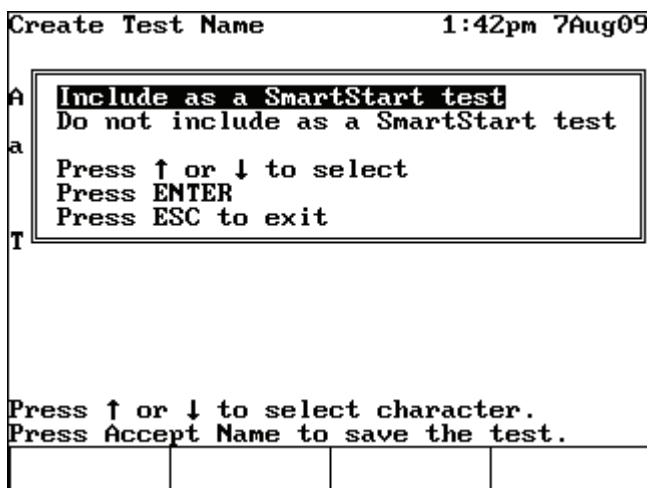 Create Test Name 1:42pm 7Aug09
A
Include as a SmartStart test
Do not include as a SmartStart test
a
Press ↑ or ↓ to select
Press ENTER
Press ESC to exit
T
Press ↑ or ↓ to select character.
Press Accept Name to save the test.